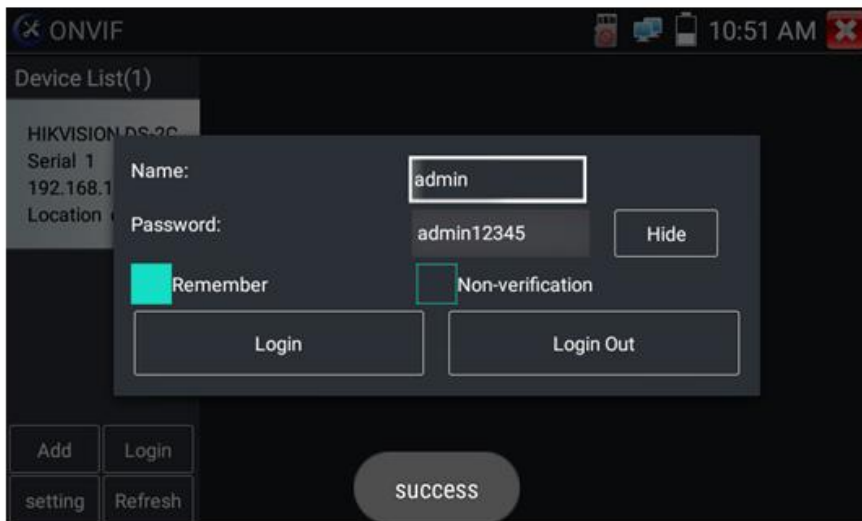 ONVIF
10:51 AM
Device List(1)
HIKVISION DS-2C
Serial 1
192.168.1
Location
Name:
admin
Password:
admin12345
Hide
Remember
Non-verification
Login
Login Out
Add
Login
setting
Refresh
success